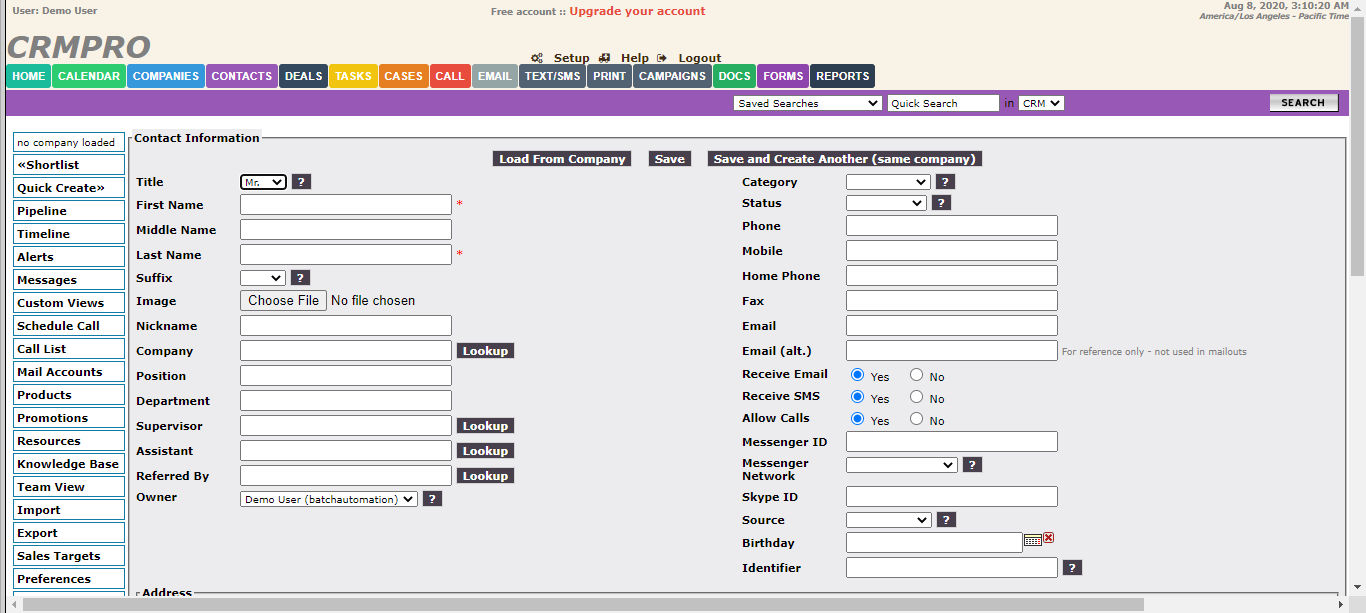 User: Demo User
Free account :: Upgrade your account
Aug 8, 2020, 3:10:20 AM
America/Los Angeles - Pacific Time
CRMPRO
Setup Help Logout
HOME CALENDAR COMPANIES CONTACTS DEALS TASKS CASES CALL EMAIL TEXT/SMS PRINT CAMPAIGNS DOCS FORMS REPORTS
Saved Searches Quick Search in CRM SEARCH
no company loaded
«Shortlist
Quick Create»
Pipeline
Timeline
Alerts
Messages
Custom Views
Schedule Call
Call List
Mail Accounts
Products
Promotions
Resources
Knowledge Base
Team View
Import
Export
Sales Targets
Preferences
Contact Information
Load From Company Save Save and Create Another (same company)
Title Mr. ?
First Name *
Middle Name
Last Name *
Suffix ?
Image Choose File No file chosen
Nickname
Company Lookup
Position
Department
Supervisor Lookup
Assistant Lookup
Referred By Lookup
Owner Demo User (batchautomation) ?
Category ?
Status ?
Phone
Mobile
Home Phone
Fax
Email
Email (alt.) For reference only - not used in mailouts
Receive Email Yes No
Receive SMS Yes No
Allow Calls Yes No
Messenger ID
Messenger
Network ?
Skype ID
Source ?
Birthday
Identifier ?
Address